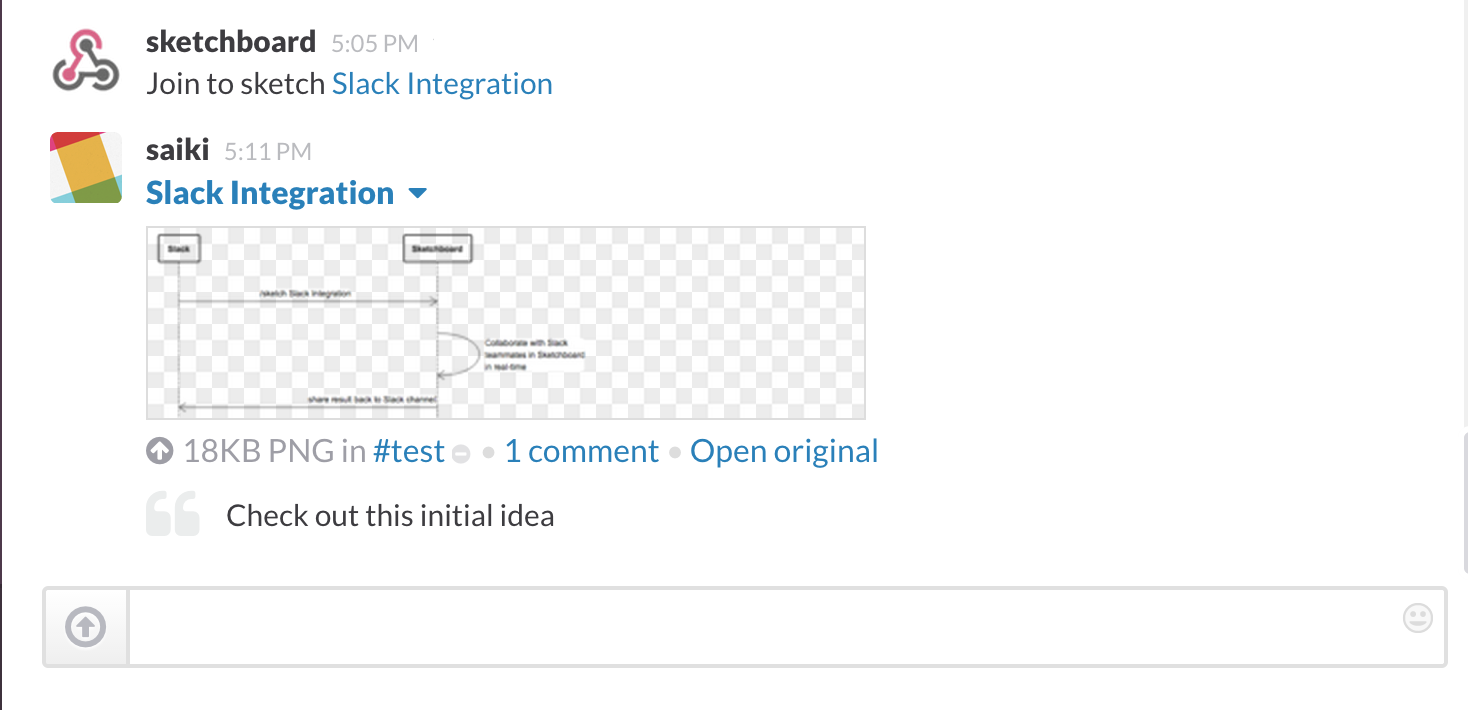 sketchboard 5:05 PM
Join to sketch Slack Integration
saiki 5:11 PM
Slack Integration
Slack
Sketchboard
/sketch Slack Integration
Collaborate with Slack
teammates in Sketchboard
in real-time
share result back to Slack channel
18KB PNG in #test • 1 comment • Open original
Check out this initial idea